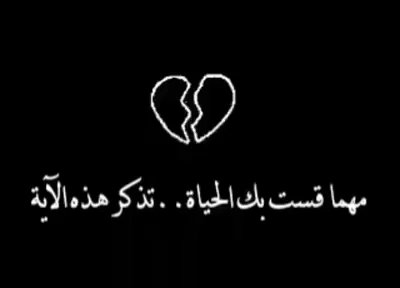 مهما قست بك الحياة . . تذكر هذه الآية